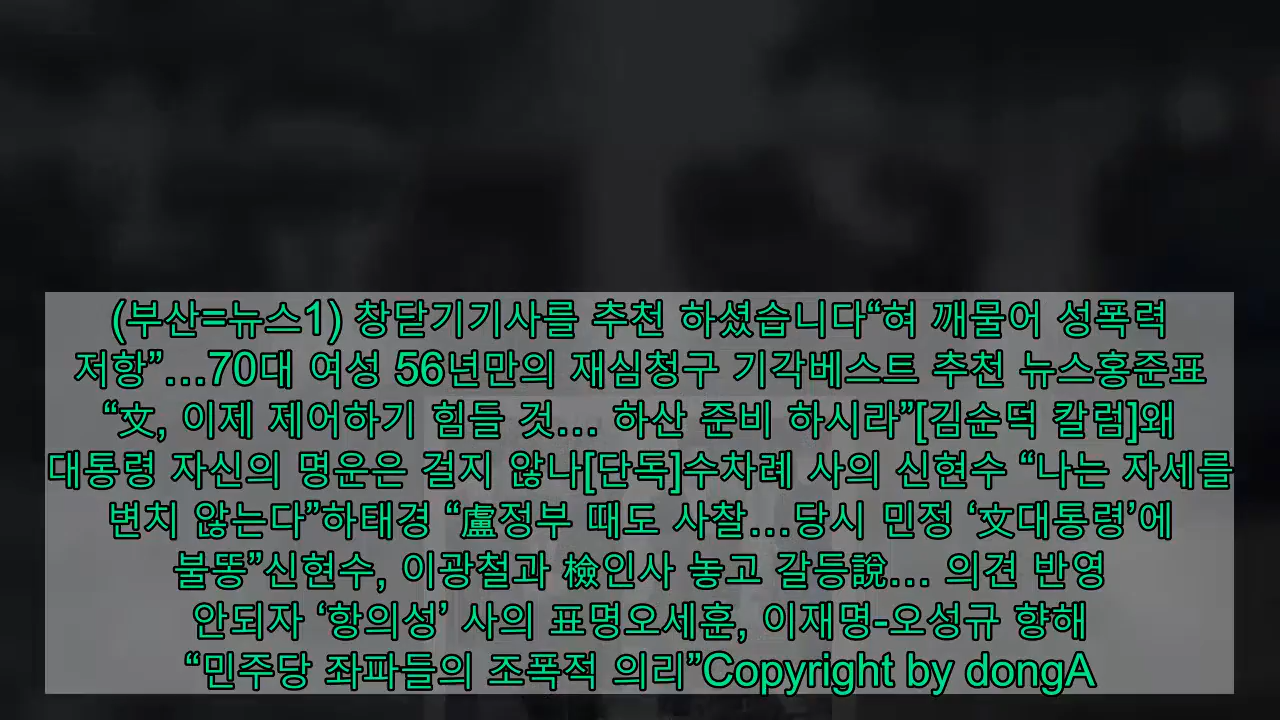 (부산=뉴스1) 창닫기기사를 추천 하셨습니다“혀 깨물어 성폭력
저항”…70대 여성 56년만의 재심청구 기각베스트 추천 뉴스홍준표
“文, 이제 제어하기 힘들 것… 하산 준비 하시라”[김순덕 칼럼]왜
대통령 자신의 명운은 걸지 않나[단독]수차례 사의 신현수 “나는 자세를
변치 않는다”하태경 “盧정부 때도 사찰…당시 민정 ‘文대통령’에
불똥”신현수, 이광철과 檢인사 놓고 갈등說… 의견 반영
안되자 ‘항의성’ 사의 표명오세훈, 이재명-오성규 향해
“민주당 좌파들의 조폭적 의리”Copyright by dongA